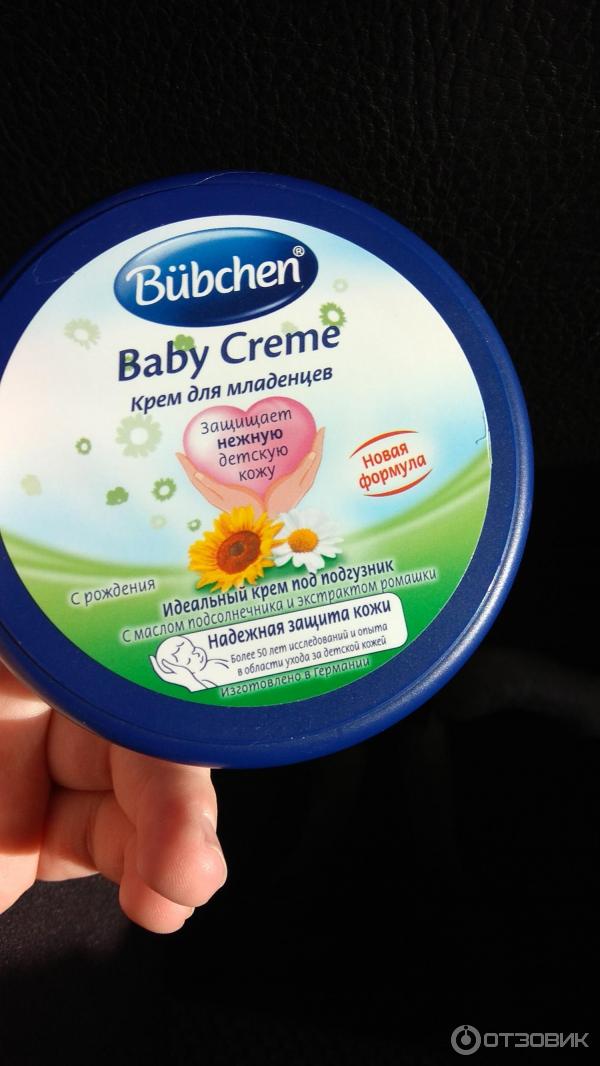 Bübchen®
Baby Creme
Крем для младенцев
Защищает
нежную
детскую
кожу
Новая
формула
С рождения
Идеальный крем под подгузник
С маслом подсолнечника и экстрактом ромашки
Надежная защита кожи
Более 50 лет исследований и опыта
в области ухода за детской кожей
Изготовлено в Германии
ОТЗОВИК